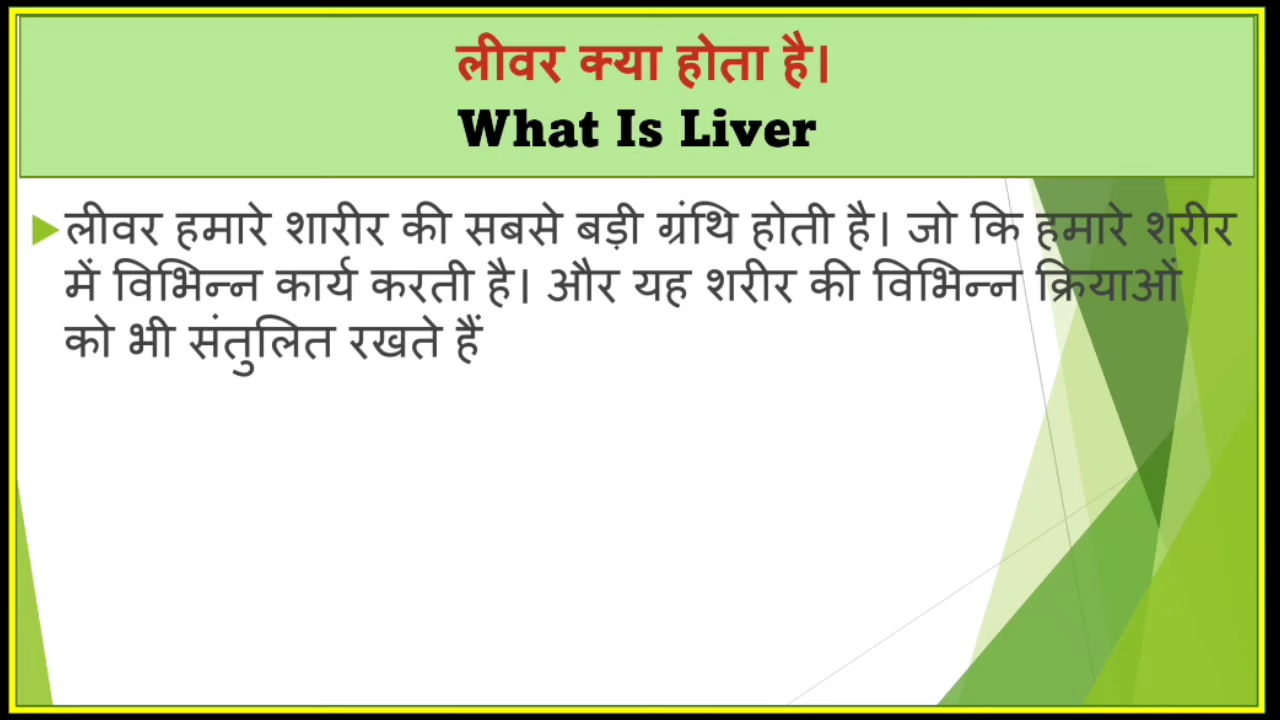 लीवर क्या होता है।
What Is Liver
लीवर हमारे शारीर की सबसे बड़ी ग्रंथि होती है। जो कि हमारे शरीर
में विभिन्न कार्य करती है। और यह शरीर की विभिन्न क्रियाओं
को भी संतुलित रखते हैं